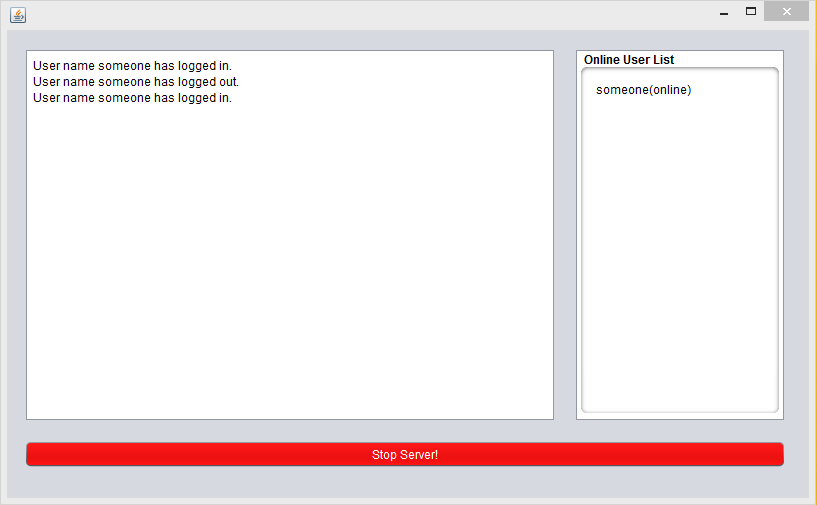 User name someone has logged in.
User name someone has logged out.
User name someone has logged in.
Online User List
someone(online)
Stop Server!